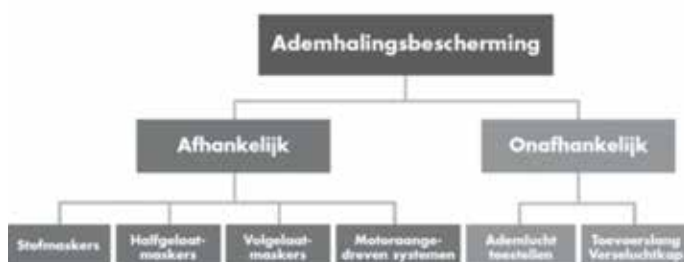 Ademhalingsbescherming
Afhankelijk
Onafhankelijk
Stofmaskers
Halfgelaat-
maskers
Volgelaat-
maskers
Motoraange-
dreven systemen
Ademlucht
toestellen
Toevoerslang
Verseluchtkap